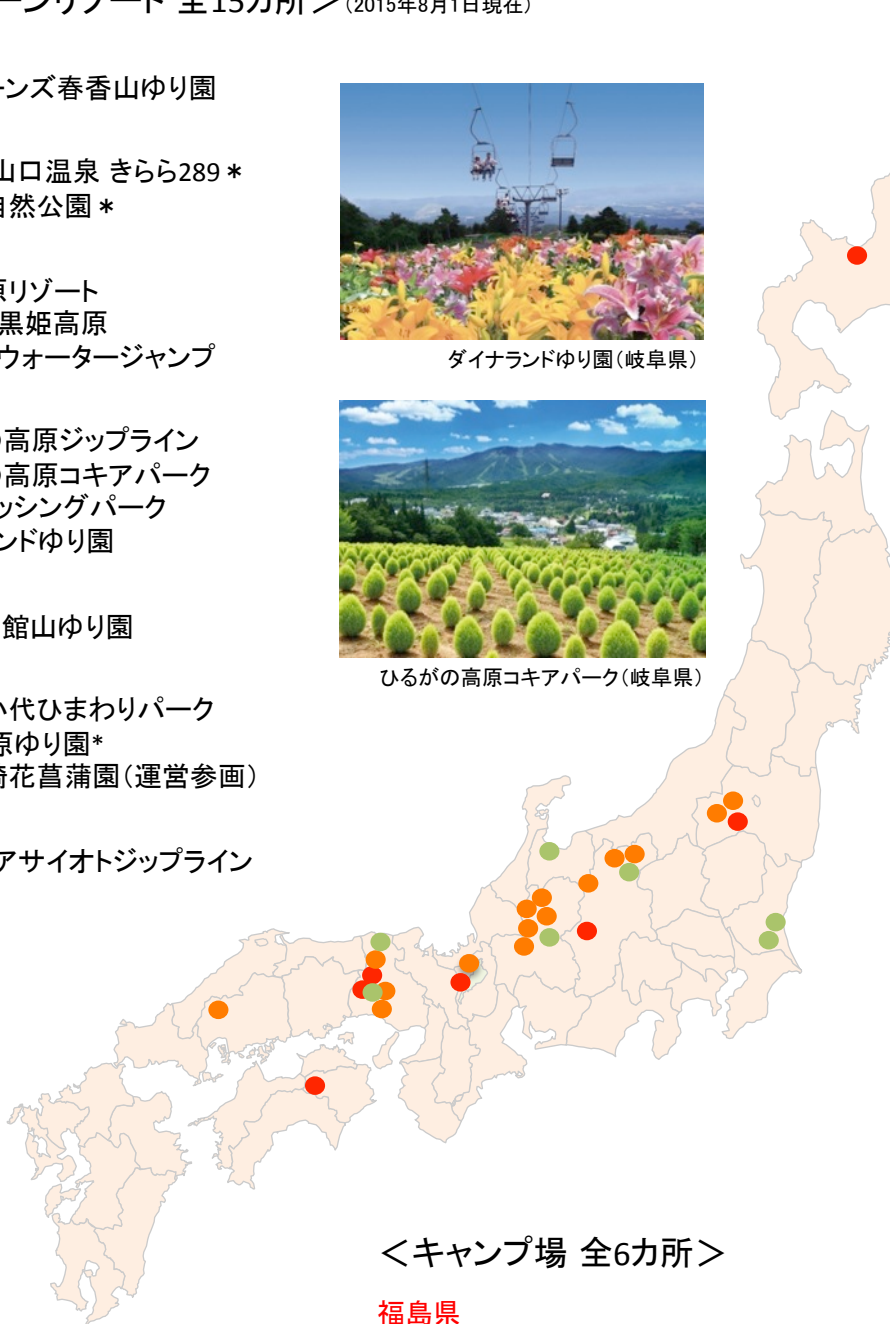 ーンリゾート 全15カ所＞(2015年8月1日現在)
ーンズ春香山ゆり園
山口温泉 きらら289＊
自然公園＊
原リゾート
黒姫高原
ウォータージャンプ
の高原ジップライン
の高原コキアパーク
ッシングパーク
ンドゆり園
館山ゆり園
小代ひまわりパーク
原ゆり園*
崎花菖蒲園（運営参画）
アサイオトジップライン
ダイナランドゆり園（岐阜県）
ひるがの高原コキアパーク（岐阜県）
＜キャンプ場 全6カ所＞
福島県